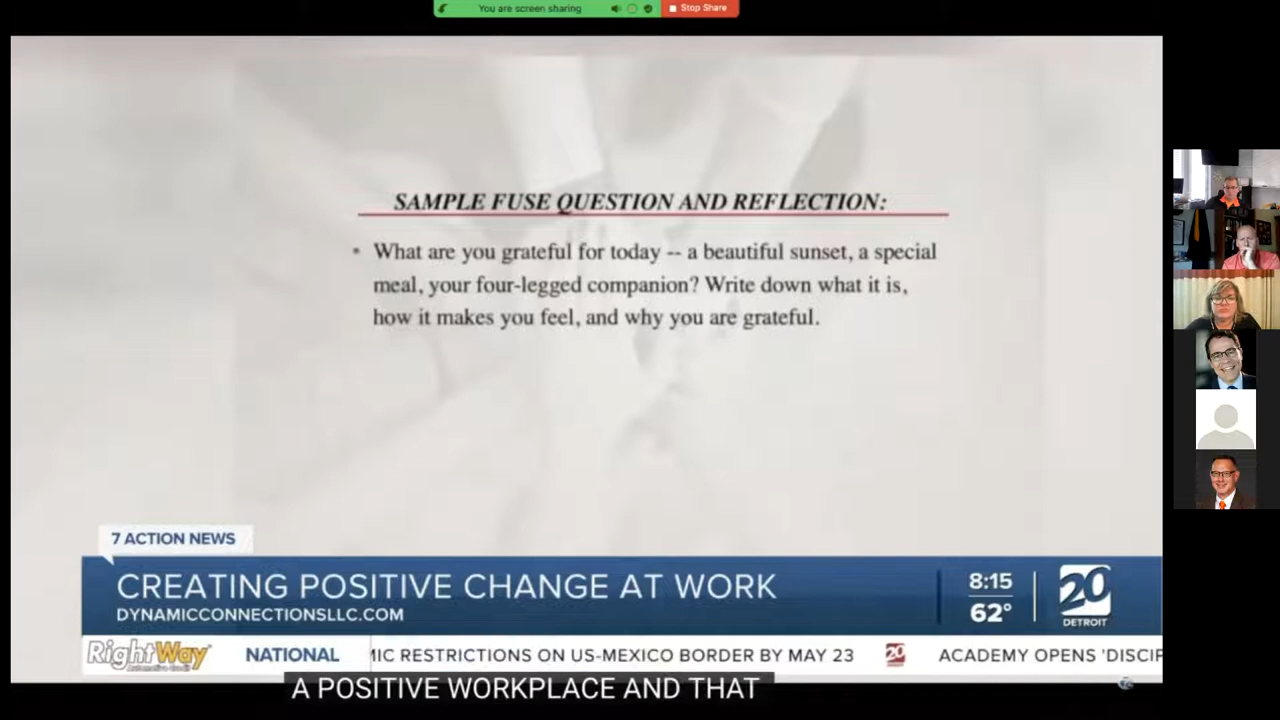 You are screen sharing
Stop Share
SAMPLE FUSE QUESTION AND REFLECTION:
• What are you grateful for today -- a beautiful sunset, a special
meal, your four-legged companion? Write down what it is,
how it makes you feel, and why you are grateful.
7 ACTION NEWS
CREATING POSITIVE CHANGE AT WORK
DYNAMICCONNECTIONSLLC.COM
8:15
62°
20
DETROIT
RightWay
Automotive Credit
NATIONAL
MIC RESTRICTIONS ON US-MEXICO BORDER BY MAY 23
20
ACADEMY OPENS 'DISCIP
A POSITIVE WORKPLACE AND THAT